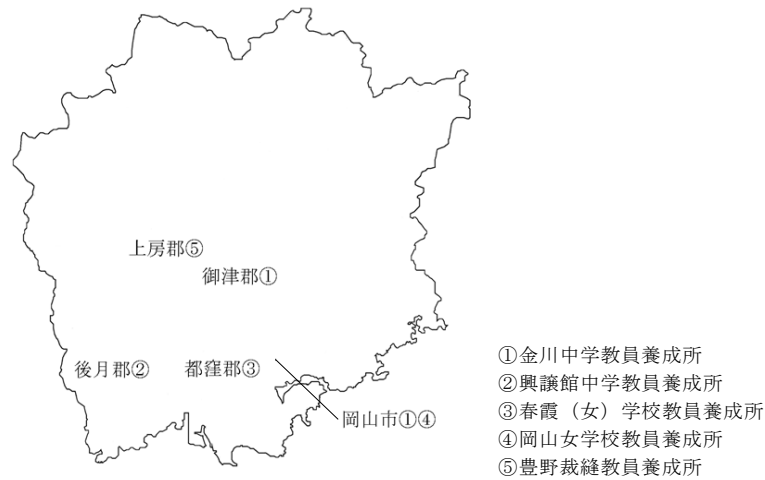 上房郡⑤
御津郡①
後月郡②
都窪郡③
岡山市①④
①金川中学教員養成所
②興譲館中学教員養成所
③春霞（女）学校教員養成所
④岡山女学校教員養成所
⑤豊野裁縫教員養成所